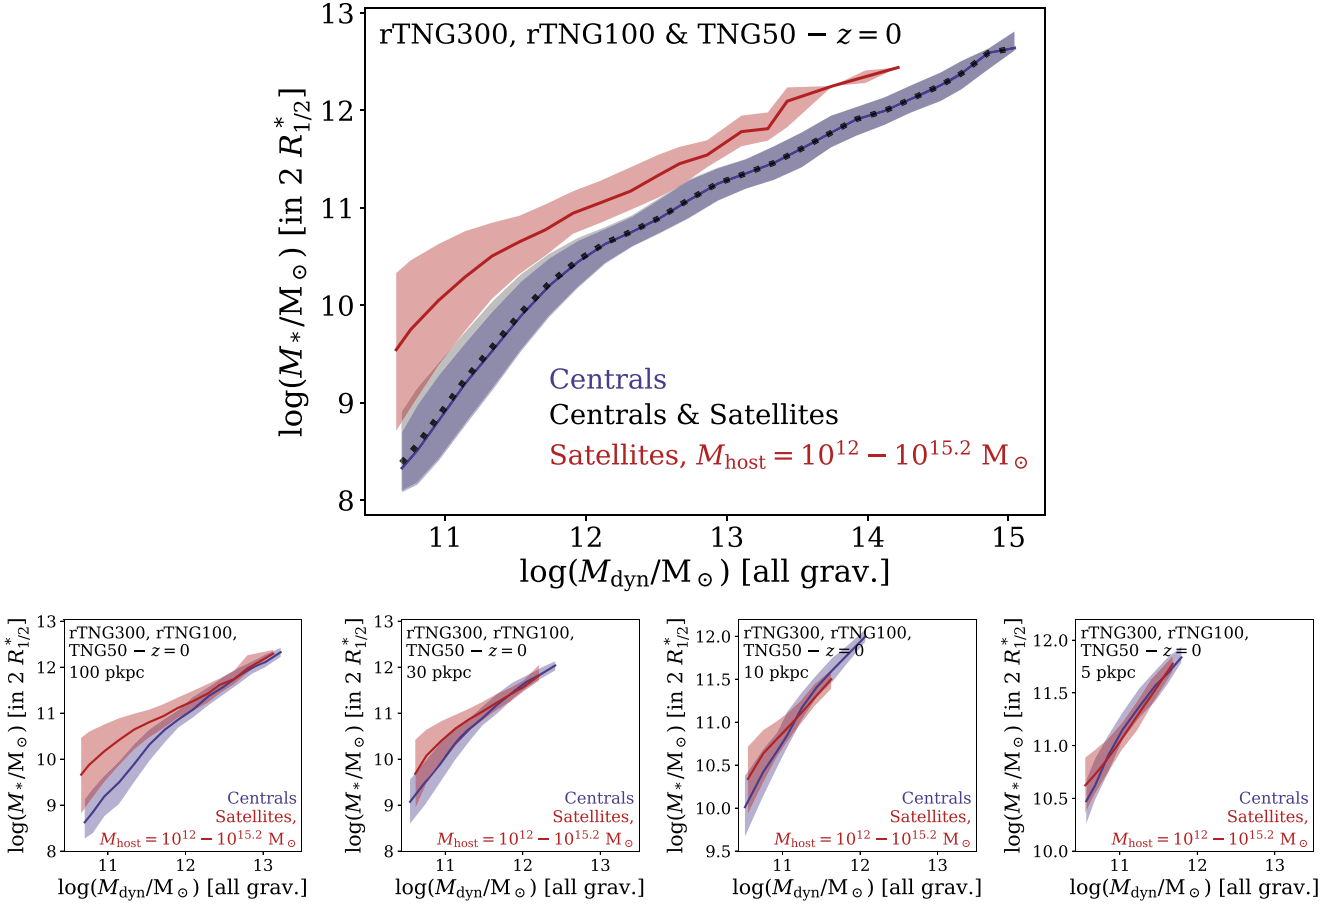 rTNG300, rTNG100 & TNG50 − z = 0
13
12
11
10
9
8
log(M*/M⊙) [in 2 R*1/2]
Centrals
Centrals & Satellites
Satellites, Mhost = 10^12 − 10^15.2 M⊙
11 12 13 14 15
log(Mdyn/M⊙) [all grav.]
rTNG300, rTNG100,
TNG50 − z = 0
100 pkpc
13
12
11
10
9
8
log(M*/M⊙) [in 2 R*1/2]
Centrals
Satellites,
Mhost = 10^12 − 10^15.2 M⊙
11 12 13
log(Mdyn/M⊙) [all grav.]
rTNG300, rTNG100,
TNG50 − z = 0
30 pkpc
13
12
11
10
9
8
log(M*/M⊙) [in 2 R*1/2]
Centrals
Satellites,
Mhost = 10^12 − 10^15.2 M⊙
11 12 13
log(Mdyn/M⊙) [all grav.]
rTNG300, rTNG100,
TNG50 − z = 0
10 pkpc
12.0
11.5
11.0
10.5
10.0
9.5
log(M*/M⊙) [in 2 R*1/2]
Centrals
Satellites,
Mhost = 10^12 − 10^15.2 M⊙
11 12 13
log(Mdyn/M⊙) [all grav.]
rTNG300, rTNG100,
TNG50 − z = 0
5 pkpc
12.0
11.5
11.0
10.5
10.0
log(M*/M⊙) [in 2 R*1/2]
Centrals
Satellites,
Mhost = 10^12 − 10^15.2 M⊙
11 12 13
log(Mdyn/M⊙) [all grav.]